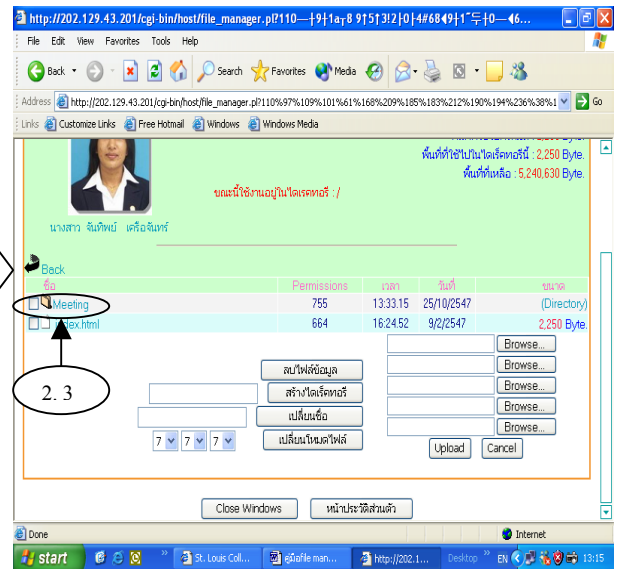 http://202.129.43.201/cgi-bin/host/file_manager.pl?110
File Edit View Favorites Tools Help
Back Search Favorites Media
Address http://202.129.43.201/cgi-bin/host/file_manager.pl?110%97%109%101%61%168%209%185%183%212%190%194%236%38%1 Go
Links Customize Links Free Hotmail Windows Windows Media
พื้นที่ที่ใช้ไปในไดเร็คทอรีนี้ : 2,250 Byte.
พื้นที่ที่เหลือ : 5,240,630 Byte.
ขณะนี้ใช้งานอยู่ในไดเรคทอรี่ : /
นางสาว จันทิพย์ เครือจันทร์
Back
ชื่อ Permissions เวลา วันที่ ขนาด
Meeting 755 13:33.15 25/10/2547 (Directory)
index.html 664 16:24.52 9/2/2547 2,250 Byte.
Browse...
ลบไฟล์ข้อมูล Browse...
2.3 สร้างไดเร็คทอรี Browse...
เปลี่ยนชื่อ Browse...
7 7 7 เปลี่ยนโหมดไฟล์ Browse...
Upload Cancel
Close Windows หน้าประวัติส่วนตัว
Done Internet
start St. Louis Coll... คู่มือfile man... http://202.1... Desktop EN 13:15